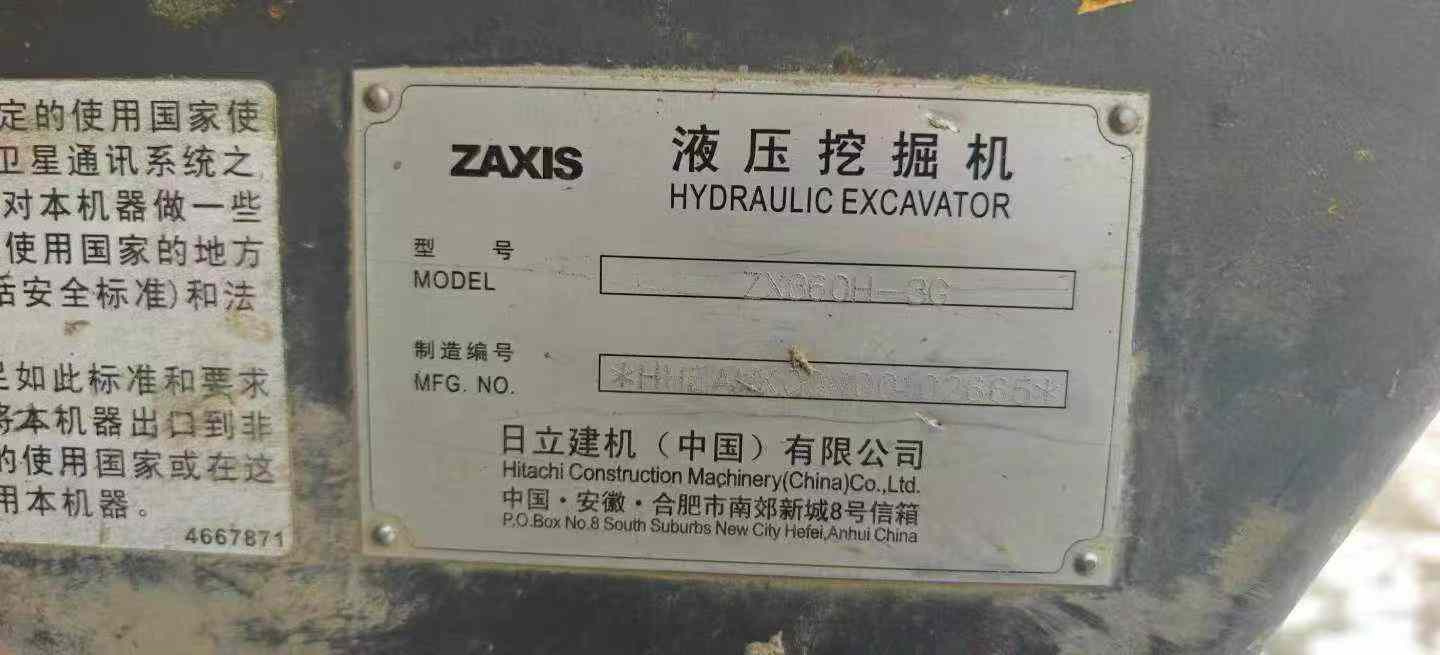 定的使用国家使
卫星通讯系统之
对本机器做一些
使用国家的地方
括安全标准)和法
足如此标准和要求
将本机器出口到非
的使用国家或在这
用本机器。
4667871
ZAXIS
液压挖掘机
HYDRAULIC EXCAVATOR
型 号
MODEL
ZX360H-3G
制造编号
MFG. NO.
日立建机（中国）有限公司
Hitachi Construction Machinery(China)Co.,Ltd.
中国·安徽·合肥市南郊新城8号信箱
P.O.Box No.8 South Suburbs New City Hefei,Anhui China